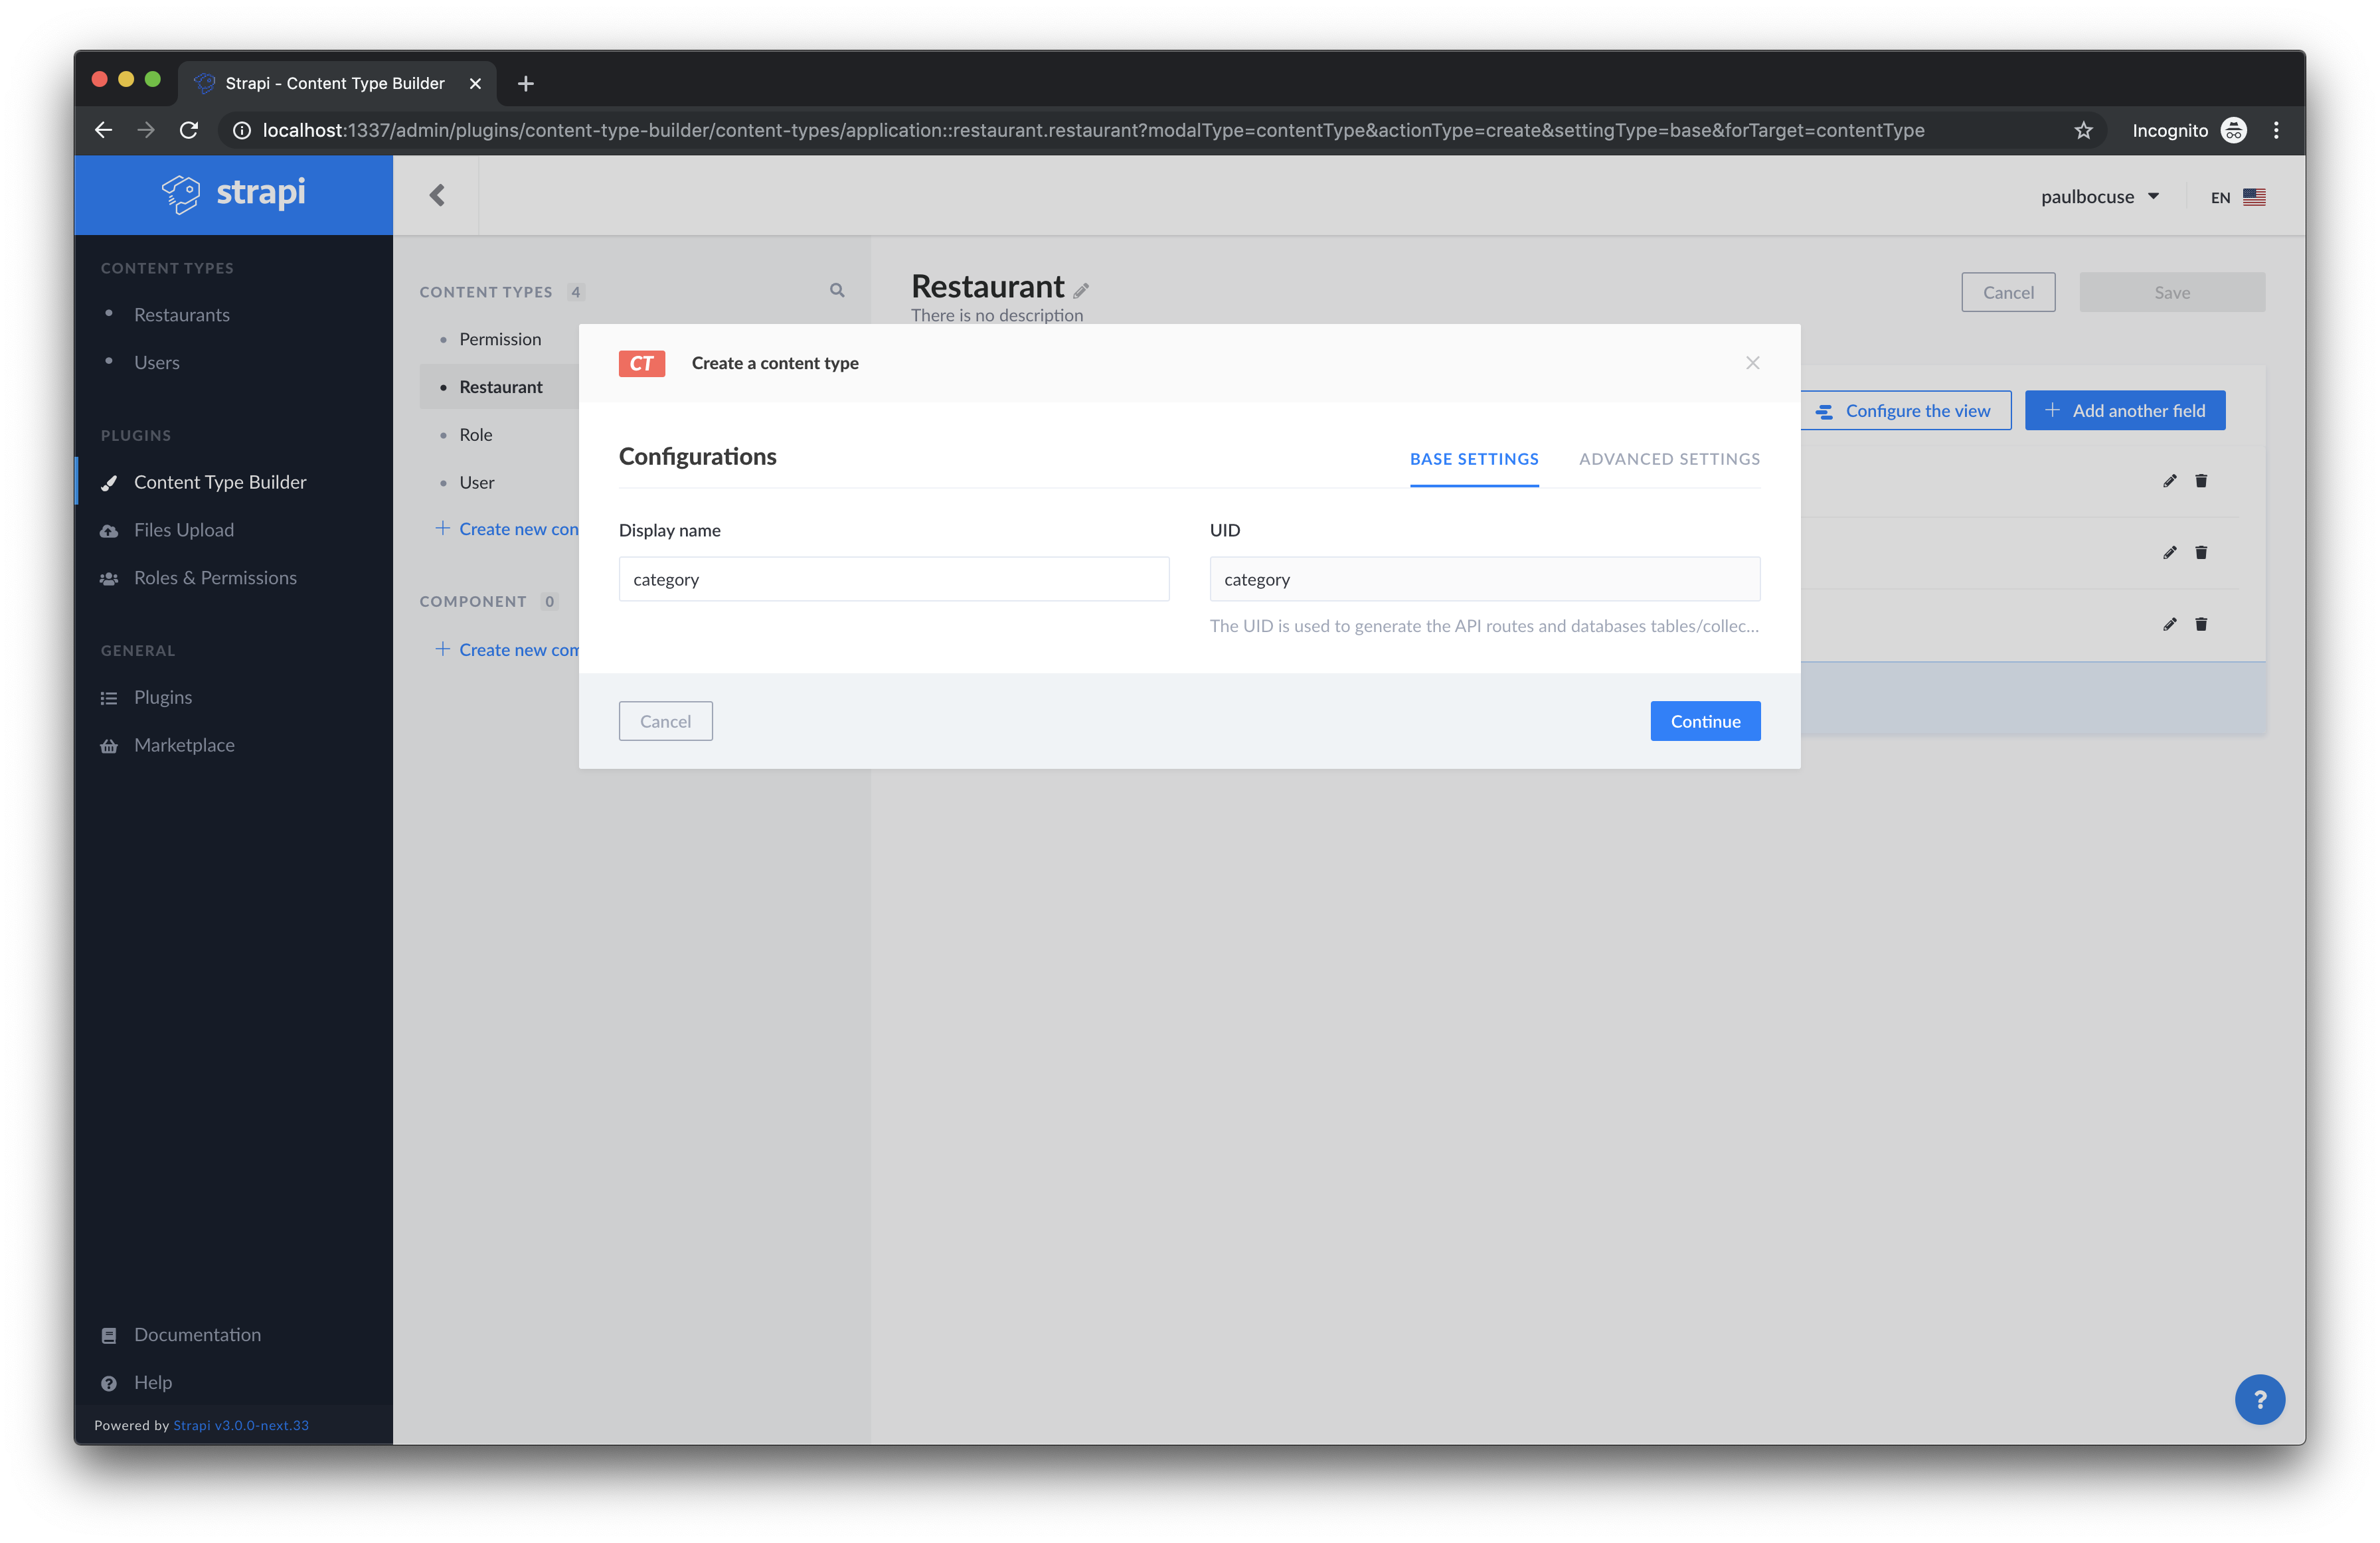 Strapi - Content Type Builder
localhost:1337/admin/plugins/content-type-builder/content-types/application::restaurant.restaurant?modalType=contentType&actionType=create&settingType=base&forTarget=contentType
Incognito
strapi
paulbocuse
EN
CONTENT TYPES
Restaurants
Users
PLUGINS
Content Type Builder
Files Upload
Roles & Permissions
GENERAL
Plugins
Marketplace
Documentation
Help
Powered by Strapi v3.0.0-next.33
CONTENT TYPES 4
Permission
Restaurant
Role
User
Create new con
COMPONENT 0
Create new com
Restaurant
There is no description
Cancel
Save
Configure the view
Add another field
CT Create a content type
Configurations
BASE SETTINGS
ADVANCED SETTINGS
Display name
category
UID
category
The UID is used to generate the API routes and databases tables/collec...
Cancel
Continue
?